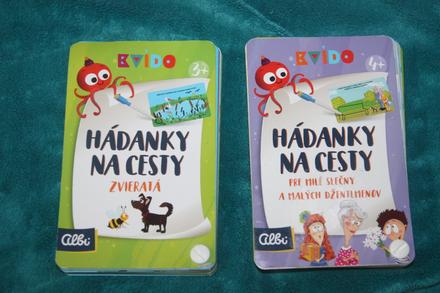 KVÍDO
3+
HÁDANKY
NA CESTY
ZVIERATÁ
Albi
KVÍDO
4+
HÁDANKY
NA CESTY
PRE MILÉ SLEČNY
A MALÝCH DŽENTLMENOV
Albi